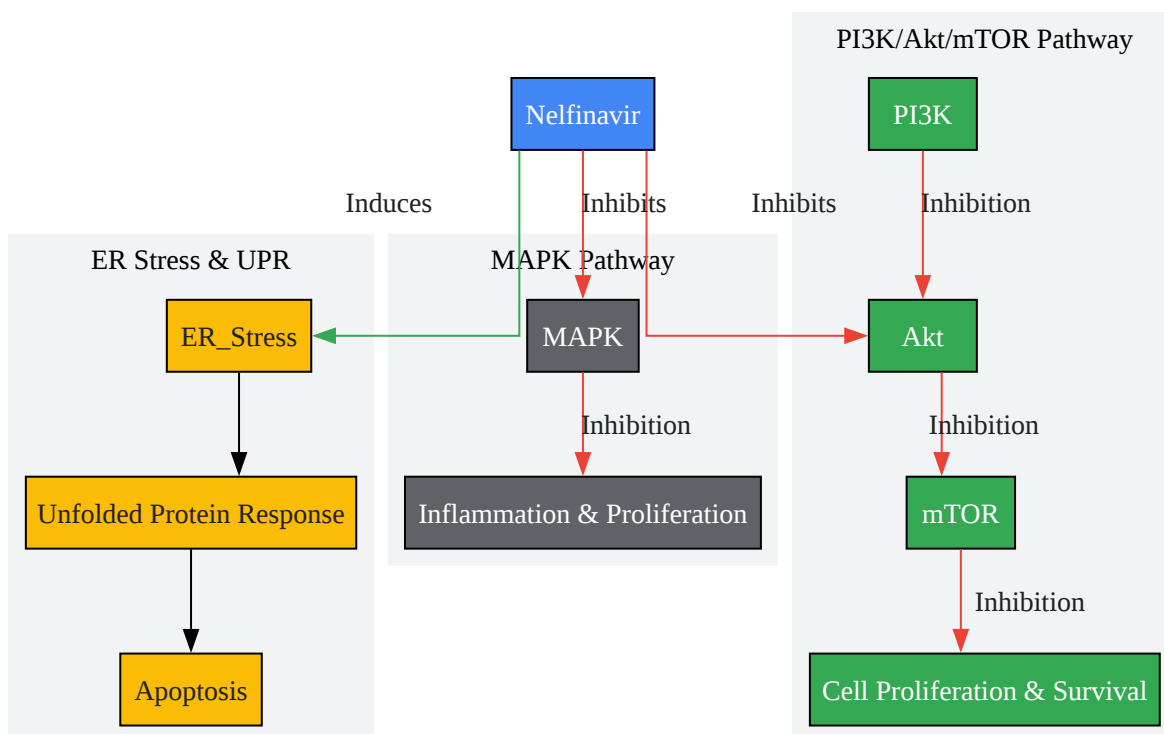 PI3K/Akt/mTOR Pathway
Nelfinavir
PI3K
Induces
Inhibits
Inhibits
Inhibition
ER Stress & UPR
MAPK Pathway
ER_Stress
MAPK
Akt
Inhibition
Inhibition
Unfolded Protein Response
Inflammation & Proliferation
mTOR
Inhibition
Apoptosis
Cell Proliferation & Survival